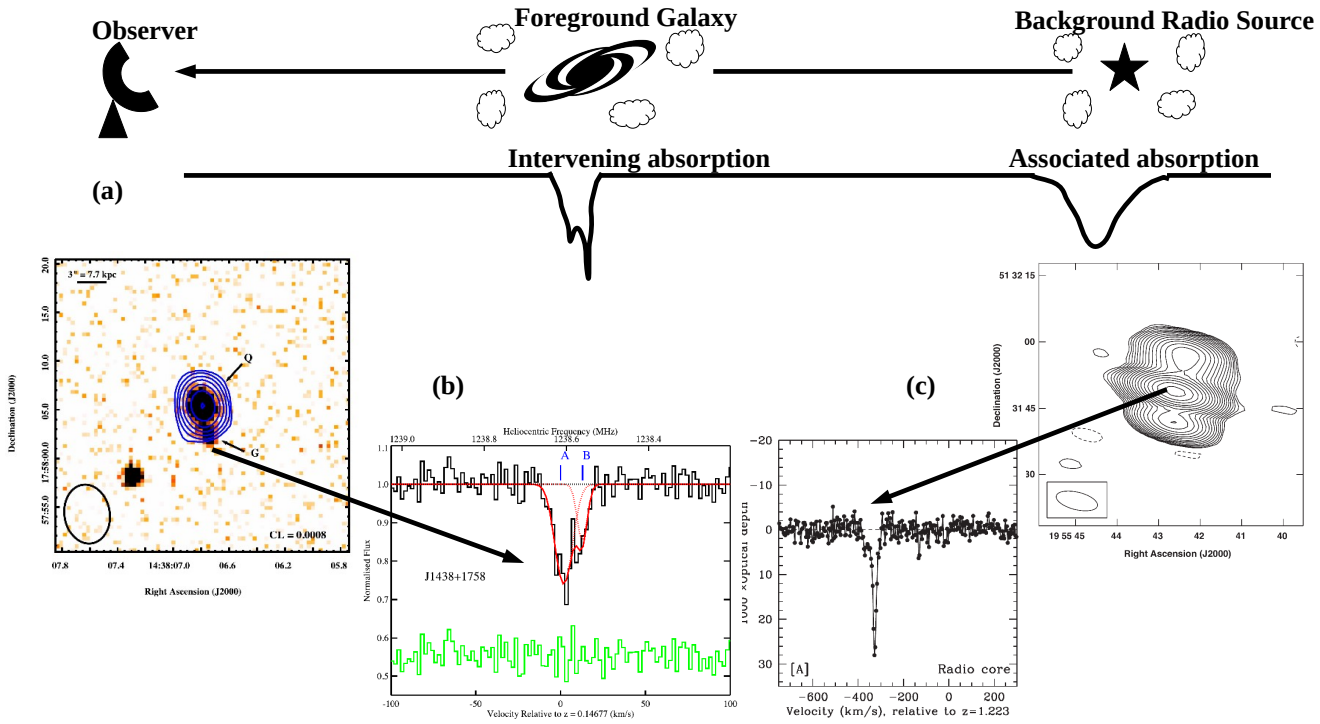 Observer
Foreground Galaxy
Background Radio Source
Intervening absorption
Associated absorption
(a)
20.0
15.0
10.0
05.0
17:58:00.0
57:55.0
Declination (J2000)
3" = 7.7 kpc
Q
G
CL = 0.0008
07.8
07.4
14:38:07.0
06.6
06.2
05.8
Right Ascension (J2000)
(b)
Heliocentric Frequency (MHz)
1239.0
1238.8
1238.6
1238.4
A
B
1.0
0.9
0.8
0.7
0.6
0.5
Normalised Flux
J1438+1758
-100
-50
0
50
100
Velocity Relative to z = 0.14677 (km/s)
(c)
-20
-10
0
10
20
30
1000 x optical depth
[A]
Radio core
-600
-400
-200
0
200
Velocity (km/s), relative to z=1.223
51 32 15
00
31 45
30
Declination (J2000)
19 55 45
44
43
42
41
40
Right Ascension (J2000)